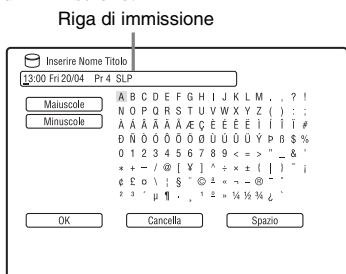 Riga di immissione
Inserire Nome Titolo
13:00 Fri 20/04 Pr 4 SLP
Maiuscole
Minuscole
A B C D E F G H I J K L M . , ? !
N O P Q R S T U V W X Y Z ( ) : ;
À Á Â Ã Ä Å Æ Ç È É Ê Ë Ì Í Î Ï #
Ð Ñ Ò Ó Ô Õ Ö Ø Ù Ú Û Ü Ý Þ ß $ %
0 1 2 3 4 5 6 7 8 9 < = > " _ & '
* + – / @ [ ¥ ] ^ ÷ × ± { | } ¨ ¡
¢ £ ¤ \ ¦ § ¨ © ª « ¬ – ® ¯ °
² ³ ´ µ ¶ · ¸ ¹ º » ¼ ½ ¾ ¿ `
OK
Cancella
Spazio